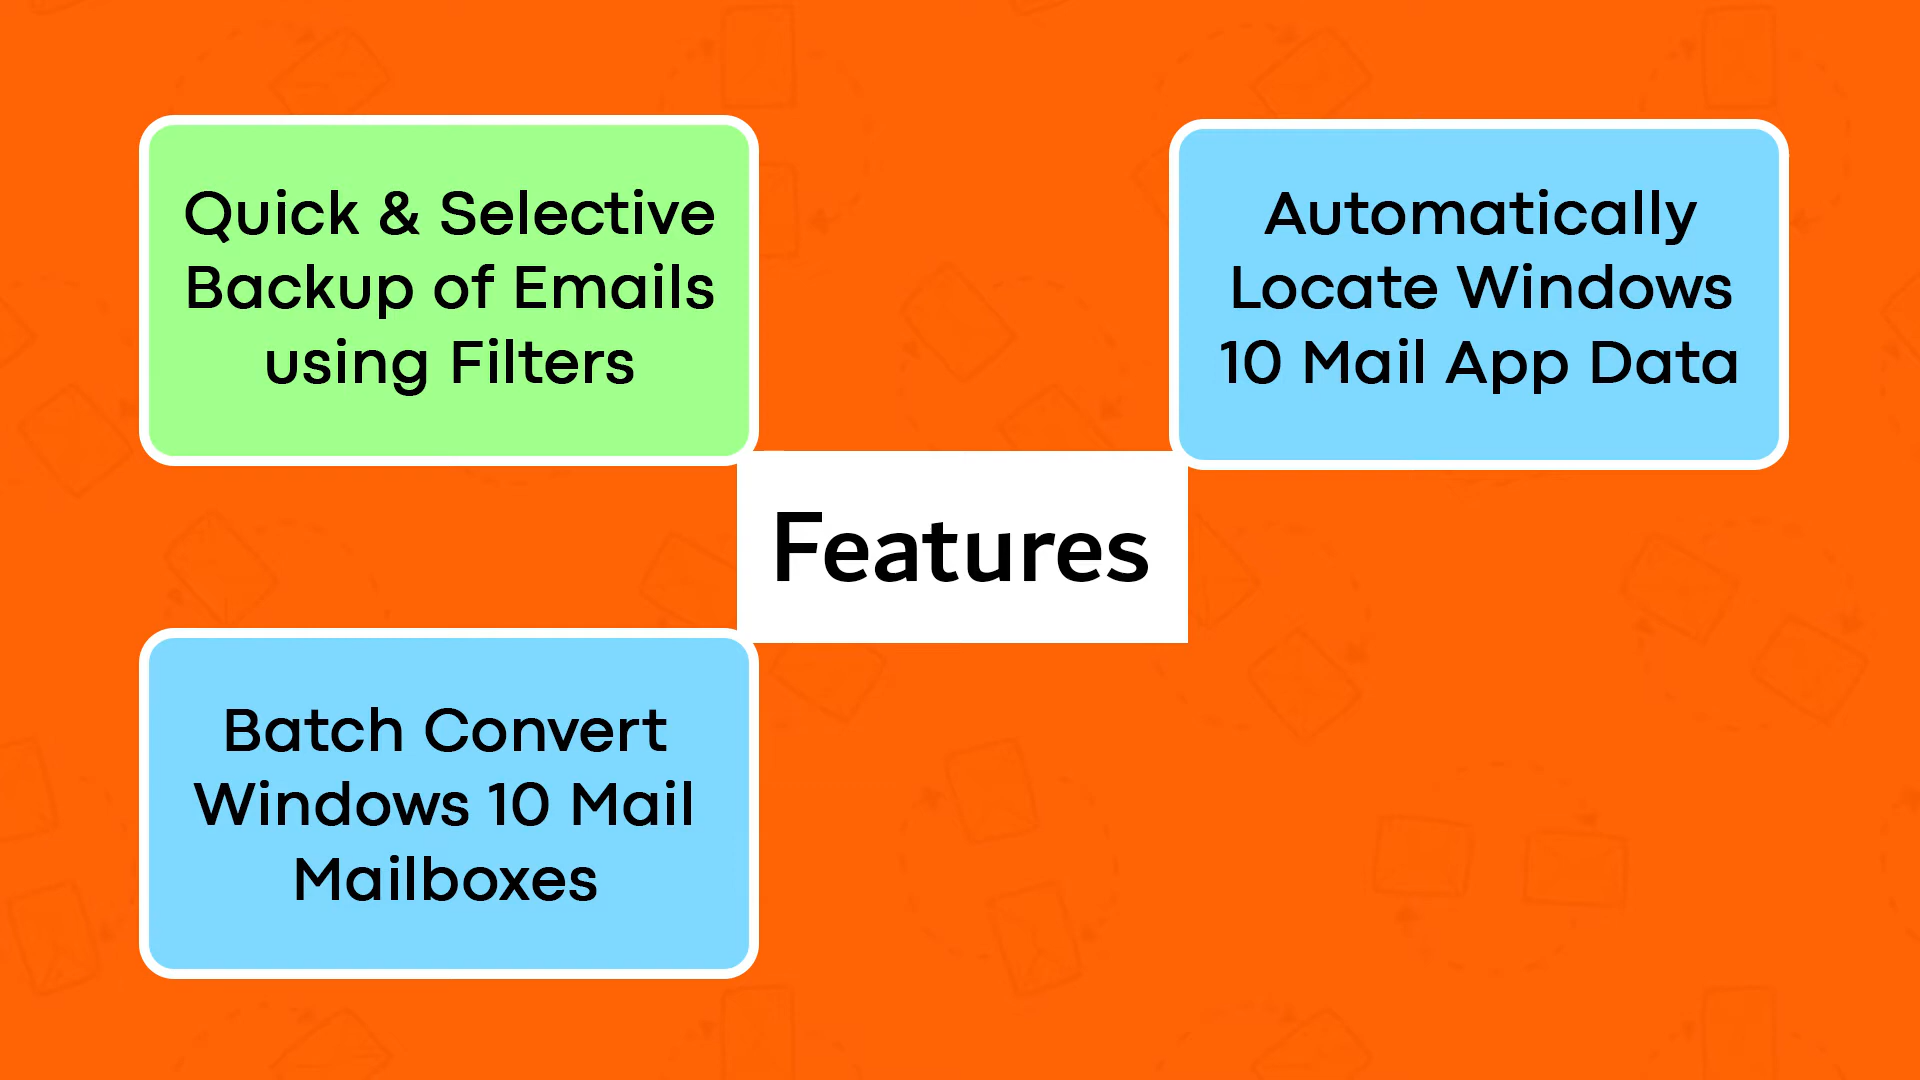 Quick & Selective
Backup of Emails
using Filters
Automatically
Locate Windows
10 Mail App Data
Features
Batch Convert
Windows 10 Mail
Mailboxes